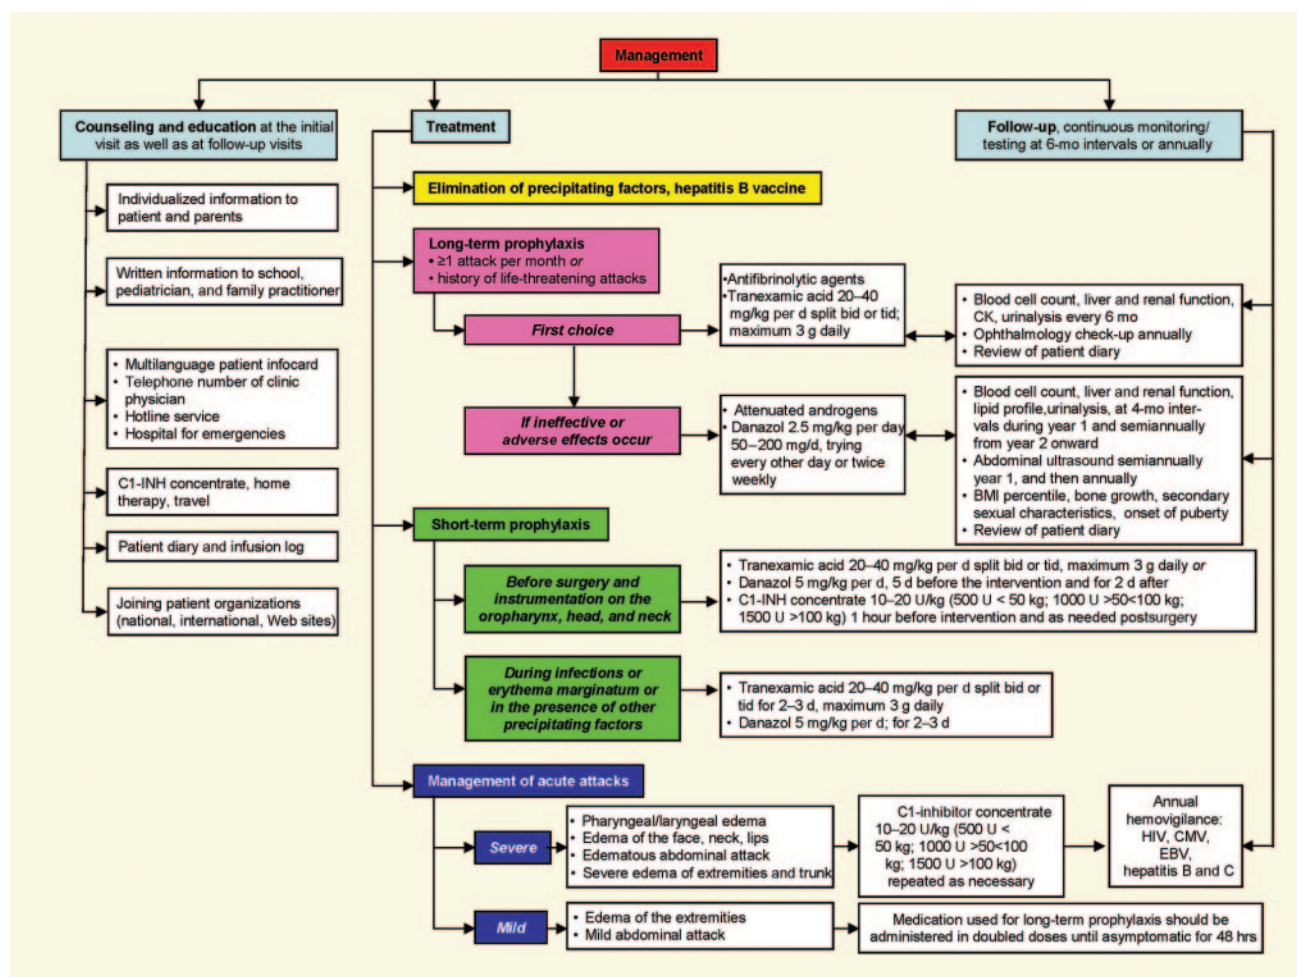 Management
Counseling and education at the initial
visit as well as at follow-up visits
Individualized information to
patient and parents
Written information to school,
pediatrician, and family practitioner
• Multilanguage patient infocard
• Telephone number of clinic
physician
• Hotline service
• Hospital for emergencies
C1-INH concentrate, home
therapy, travel
Patient diary and infusion log
Joining patient organizations
(national, international, Web sites)
Treatment
Elimination of precipitating factors, hepatitis B vaccine
Long-term prophylaxis
• ≥1 attack per month or
• history of life-threatening attacks
First choice
•Antifibrinolytic agents
•Tranexamic acid 20–40
mg/kg per d split bid or tid;
maximum 3 g daily
If ineffective or
adverse effects occur
• Attenuated androgens
• Danazol 2.5 mg/kg per day
50–200 mg/d, trying
every other day or twice
weekly
Short-term prophylaxis
Before surgery and
instrumentation on the
oropharynx, head, and neck
• Tranexamic acid 20–40 mg/kg per d split bid or tid, maximum 3 g daily or
• Danazol 5 mg/kg per d, 5 d before the intervention and for 2 d after
• C1-INH concentrate 10–20 U/kg (500 U < 50 kg; 1000 U >50<100 kg;
1500 U >100 kg) 1 hour before intervention and as needed postsurgery
During infections or
erythema marginatum or
in the presence of other
precipitating factors
• Tranexamic acid 20–40 mg/kg per d split bid or
tid for 2–3 d, maximum 3 g daily
• Danazol 5 mg/kg per d; for 2–3 d
Management of acute attacks
Severe
• Pharyngeal/laryngeal edema
• Edema of the face, neck, lips
• Edematous abdominal attack
• Severe edema of extremities and trunk
C1-inhibitor concentrate
10–20 U/kg (500 U <
50 kg; 1000 U >50<100
kg; 1500 U >100 kg)
repeated as necessary
Annual
hemovigilance:
HIV, CMV,
EBV,
hepatitis B and C
Mild
• Edema of the extremities
• Mild abdominal attack
Medication used for long-term prophylaxis should be
administered in doubled doses until asymptomatic for 48 hrs
Follow-up, continuous monitoring/
testing at 6-mo intervals or annually
• Blood cell count, liver and renal function,
CK, urinalysis every 6 mo
• Ophthalmology check-up annually
• Review of patient diary
• Blood cell count, liver and renal function,
lipid profile,urinalysis, at 4-mo inter-
vals during year 1 and semiannually
from year 2 onward
• Abdominal ultrasound semiannually
year 1, and then annually
• BMI percentile, bone growth, secondary
sexual characteristics, onset of puberty
• Review of patient diary